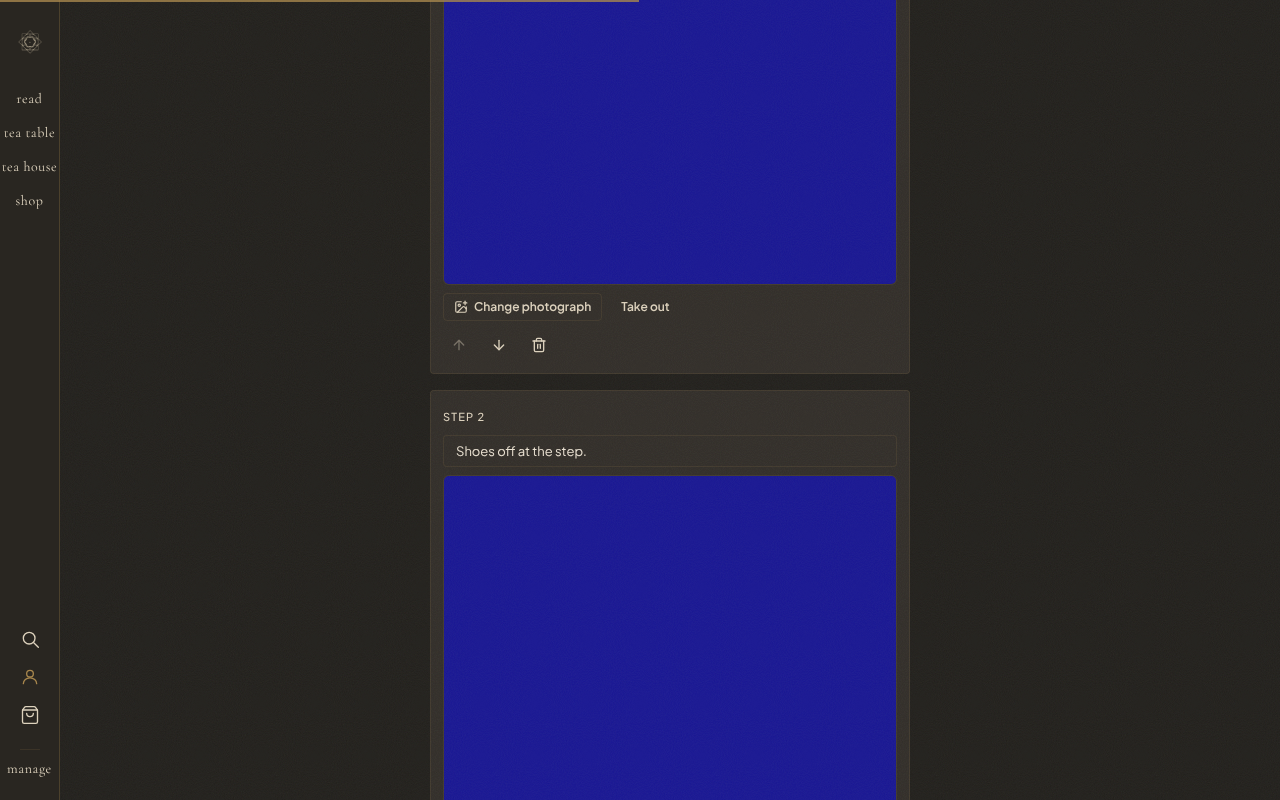 read
tea table
tea house
shop
Change photograph
Take out
STEP 2
Shoes off at the step.
manage